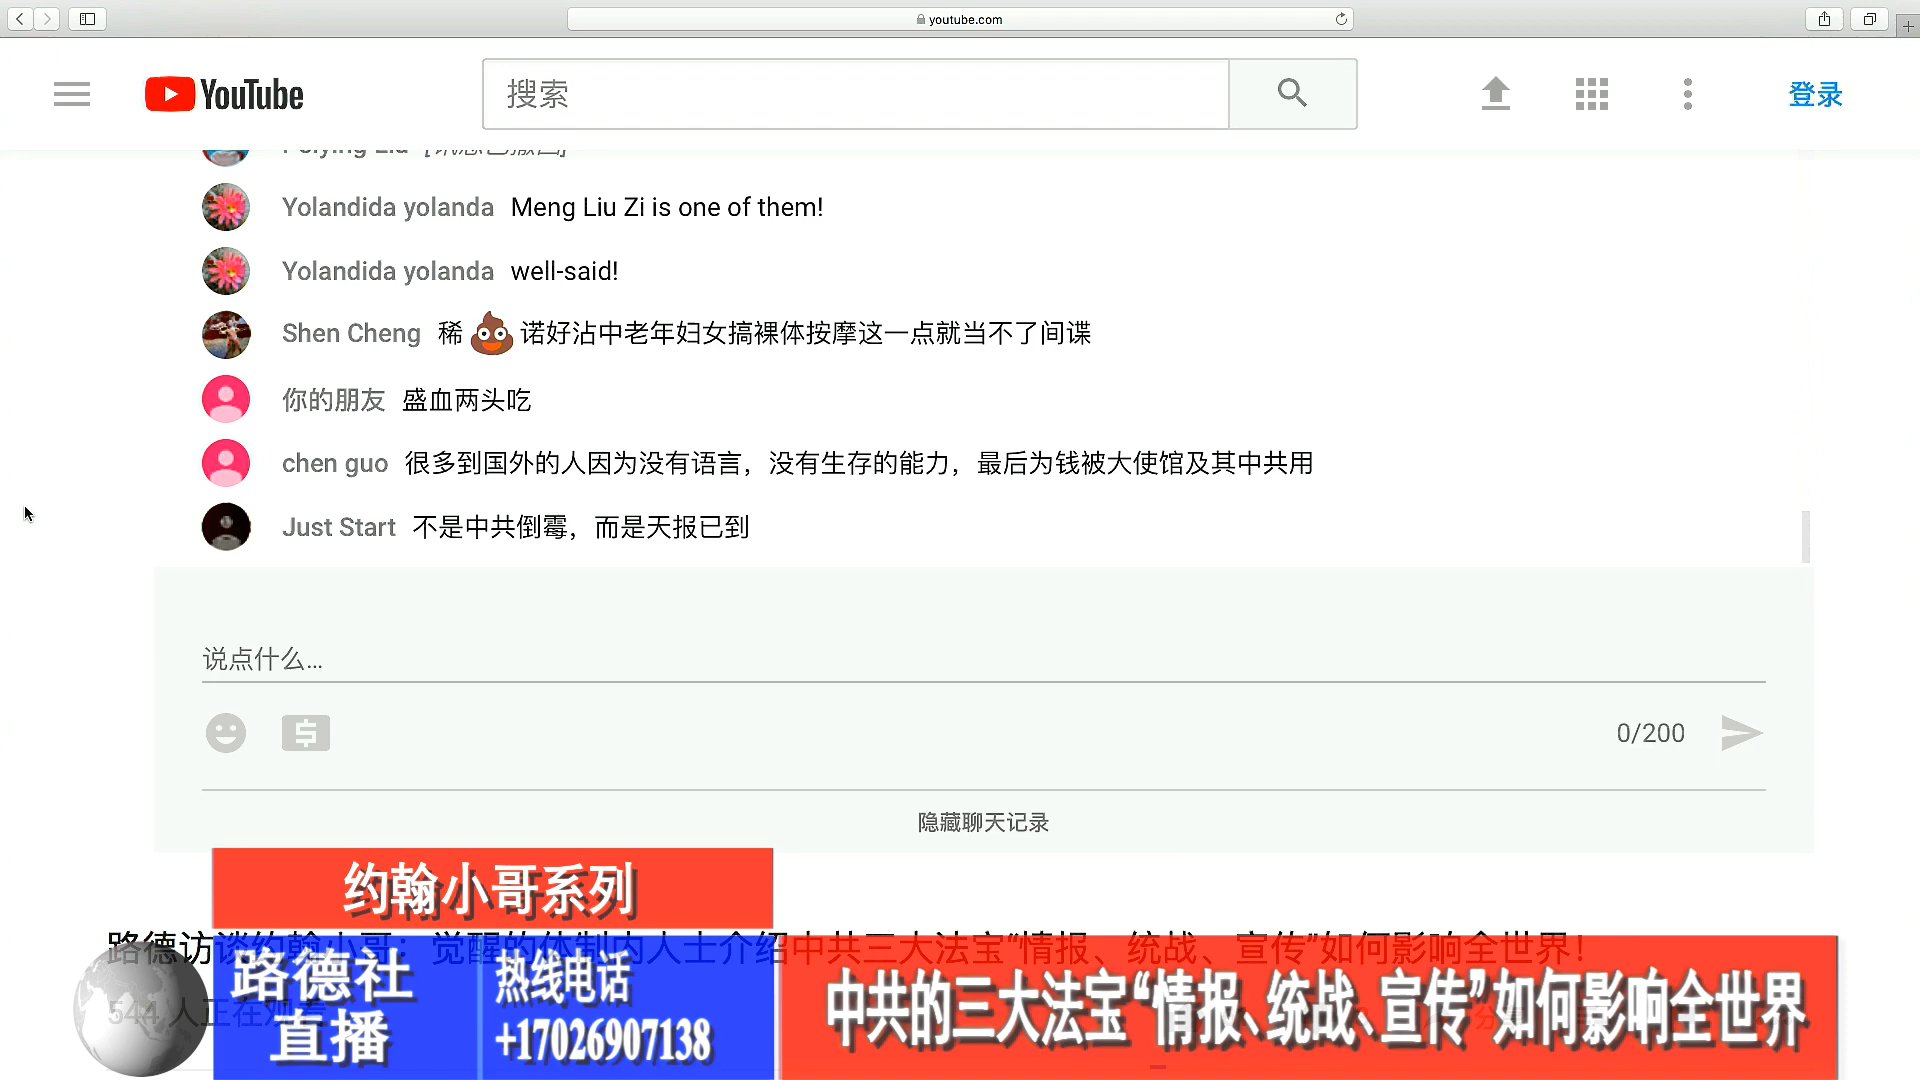 youtube.com
YouTube
搜索
登录
Yolandida yolanda Meng Liu Zi is one of them!
Yolandida yolanda well-said!
Shen Cheng 稀💩诺好沾中老年妇女搞裸体按摩这一点就当不了间谍
你的朋友 盛血两头吃
chen guo 很多到国外的人因为没有语言，没有生存的能力，最后为钱被大使馆及其中共用
Just Start 不是中共倒霉，而是天报已到
说点什么...
0/200
隐藏聊天记录
约翰小哥系列
路德访谈约翰小哥：觉醒的体制内人士介绍中共三大法宝“情报、统战、宣传”如何影响全世界！
544 人正在观看
路德社
直播
热线电话
+17026907138
中共的三大法宝“情报、统战、宣传”如何影响全世界